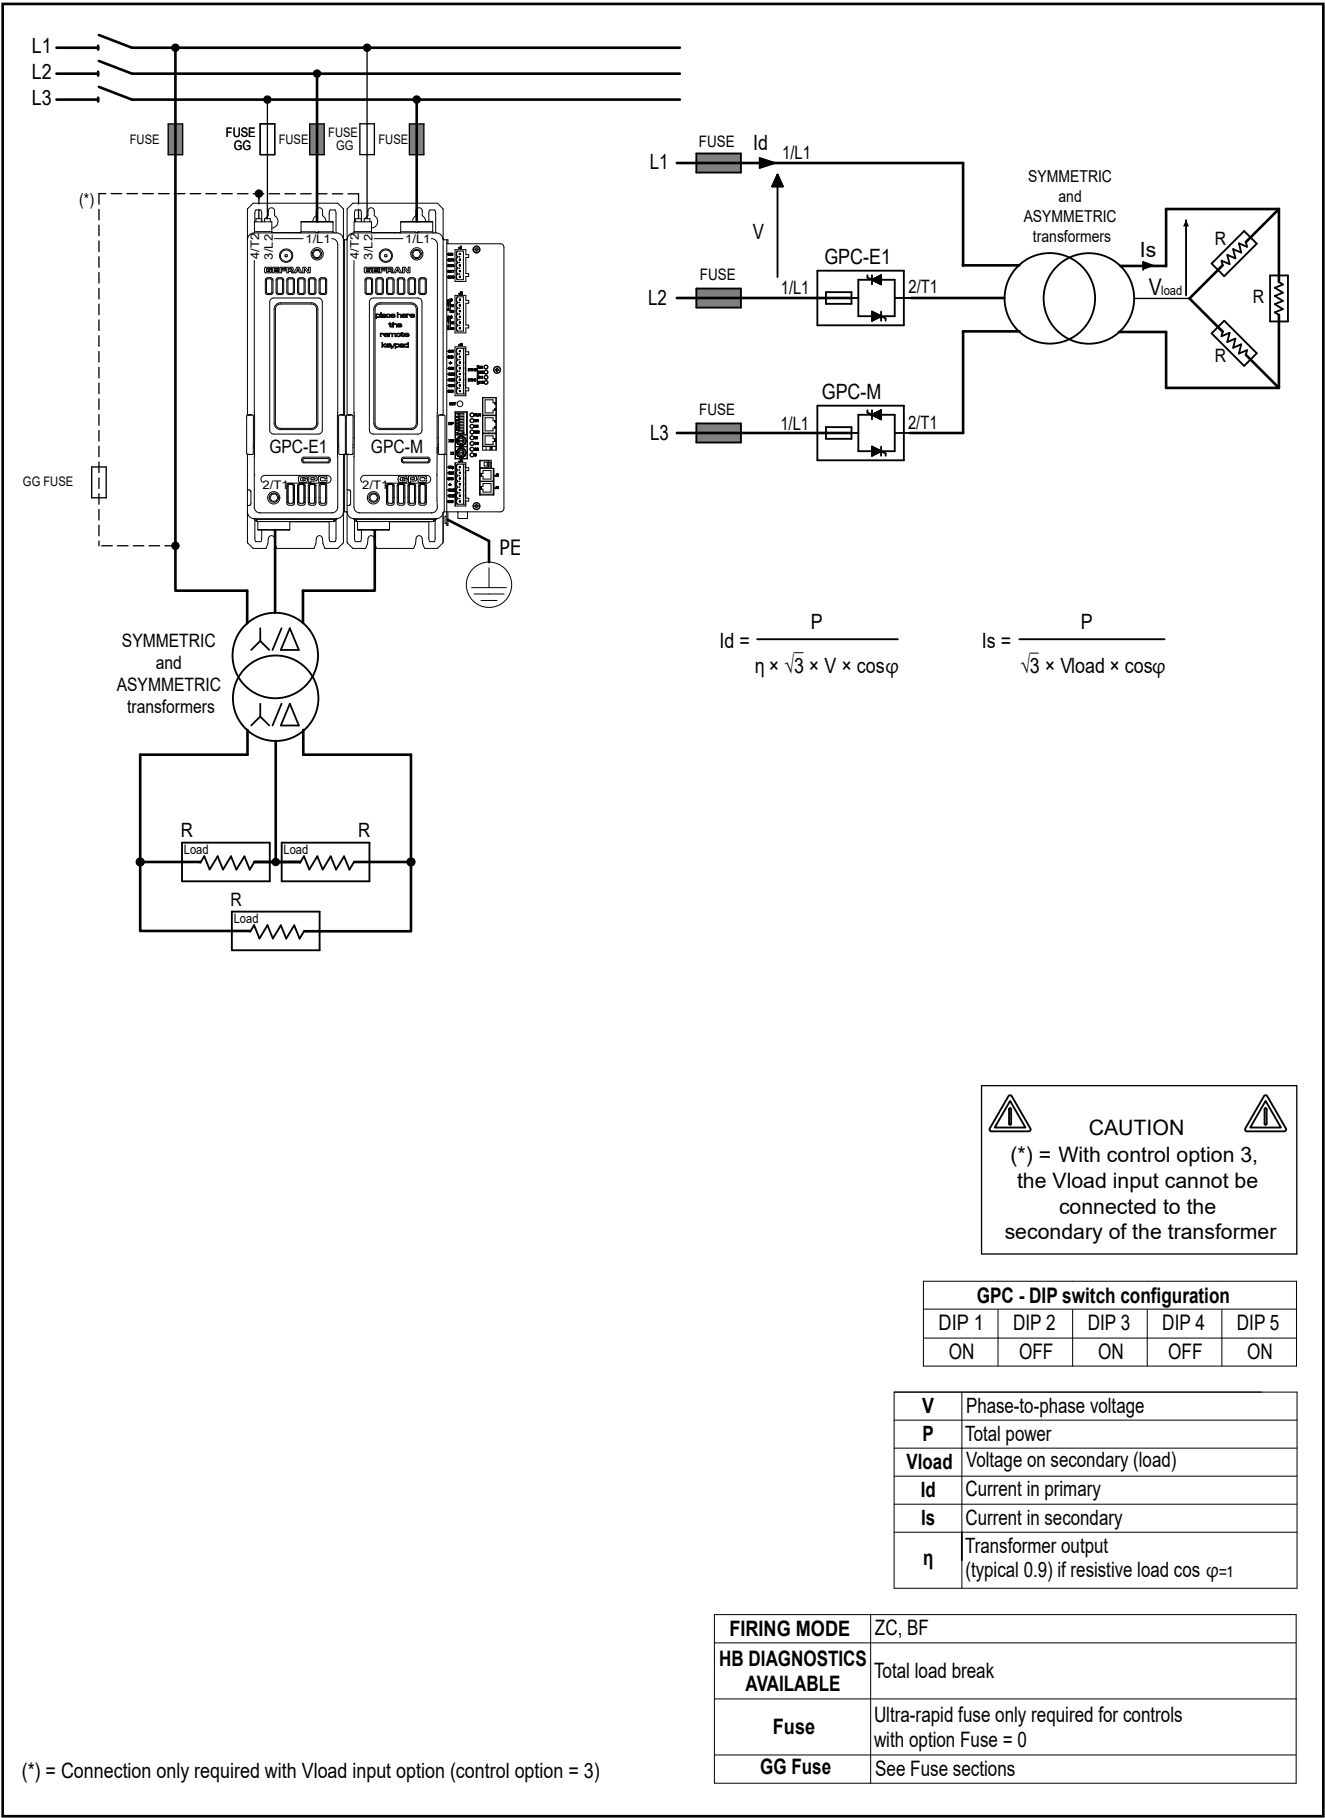 L1
L2
L3
FUSE
FUSE
GG
FUSE
FUSE
GG
FUSE
(*)
4/T2
3/L2
1/L1
4/T2
3/L2
1/L1
GEFRAN
GEFRAN
place here
the
remote
keypad
GPC-E1
GPC-M
2/T1
GPC
2/T1
GPC
GG FUSE
PE
SYMMETRIC
and
ASYMMETRIC
transformers
R
Load
R
Load
R
Load
L1
FUSE
Id
1/L1
V
L2
FUSE
1/L1
GPC-E1
2/T1
L3
FUSE
1/L1
GPC-M
2/T1
SYMMETRIC
and
ASYMMETRIC
transformers
Is
Vload
R
R
R
Id = P / η × √3 × V × cosφ
Is = P / √3 × Vload × cosφ
CAUTION
(*) = With control option 3,
the Vload input cannot be
connected to the
secondary of the transformer
GPC - DIP switch configuration
DIP 1 DIP 2 DIP 3 DIP 4 DIP 5
ON OFF ON OFF ON
V Phase-to-phase voltage
P Total power
Vload Voltage on secondary (load)
Id Current in primary
Is Current in secondary
η Transformer output
(typical 0.9) if resistive load cos φ=1
FIRING MODE ZC, BF
HB DIAGNOSTICS
AVAILABLE Total load break
Fuse Ultra-rapid fuse only required for controls
with option Fuse = 0
GG Fuse See Fuse sections
(*) = Connection only required with Vload input option (control option = 3)